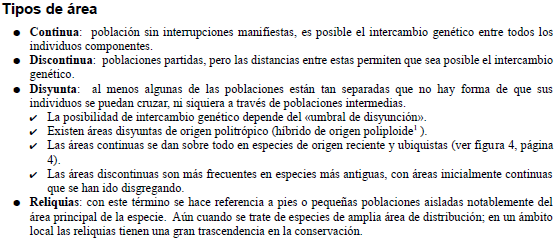 Tipos de área
● Continua: población sin interrupciones manifiestas, es posible el intercambio genético entre todos los
individuos componentes.
● Discontinua: poblaciones partidas, pero las distancias entre estas permiten que sea posible el intercambio
genético.
● Disyunta: al menos algunas de las poblaciones están tan separadas que no hay forma de que sus
individuos se puedan cruzar, ni siquiera a través de poblaciones intermedias.
✔ La posibilidad de intercambio genético depende del «umbral de disyunción».
✔ Existen áreas disyuntas de origen politrópico (híbrido de origen poliploide¹ ).
✔ Las áreas continuas se dan sobre todo en especies de origen reciente y ubiquistas (ver figura 4, página
4).
✔ Las áreas discontinuas son más frecuentes en especies más antiguas, con áreas inicialmente continuas
que se han ido disgregando.
● Reliquias: con este término se hace referencia a pies o pequeñas poblaciones aisladas notablemente del
área principal de la especie. Aún cuando se trate de especies de amplia área de distribución; en un ámbito
local las reliquias tienen una gran trascendencia en la conservación.